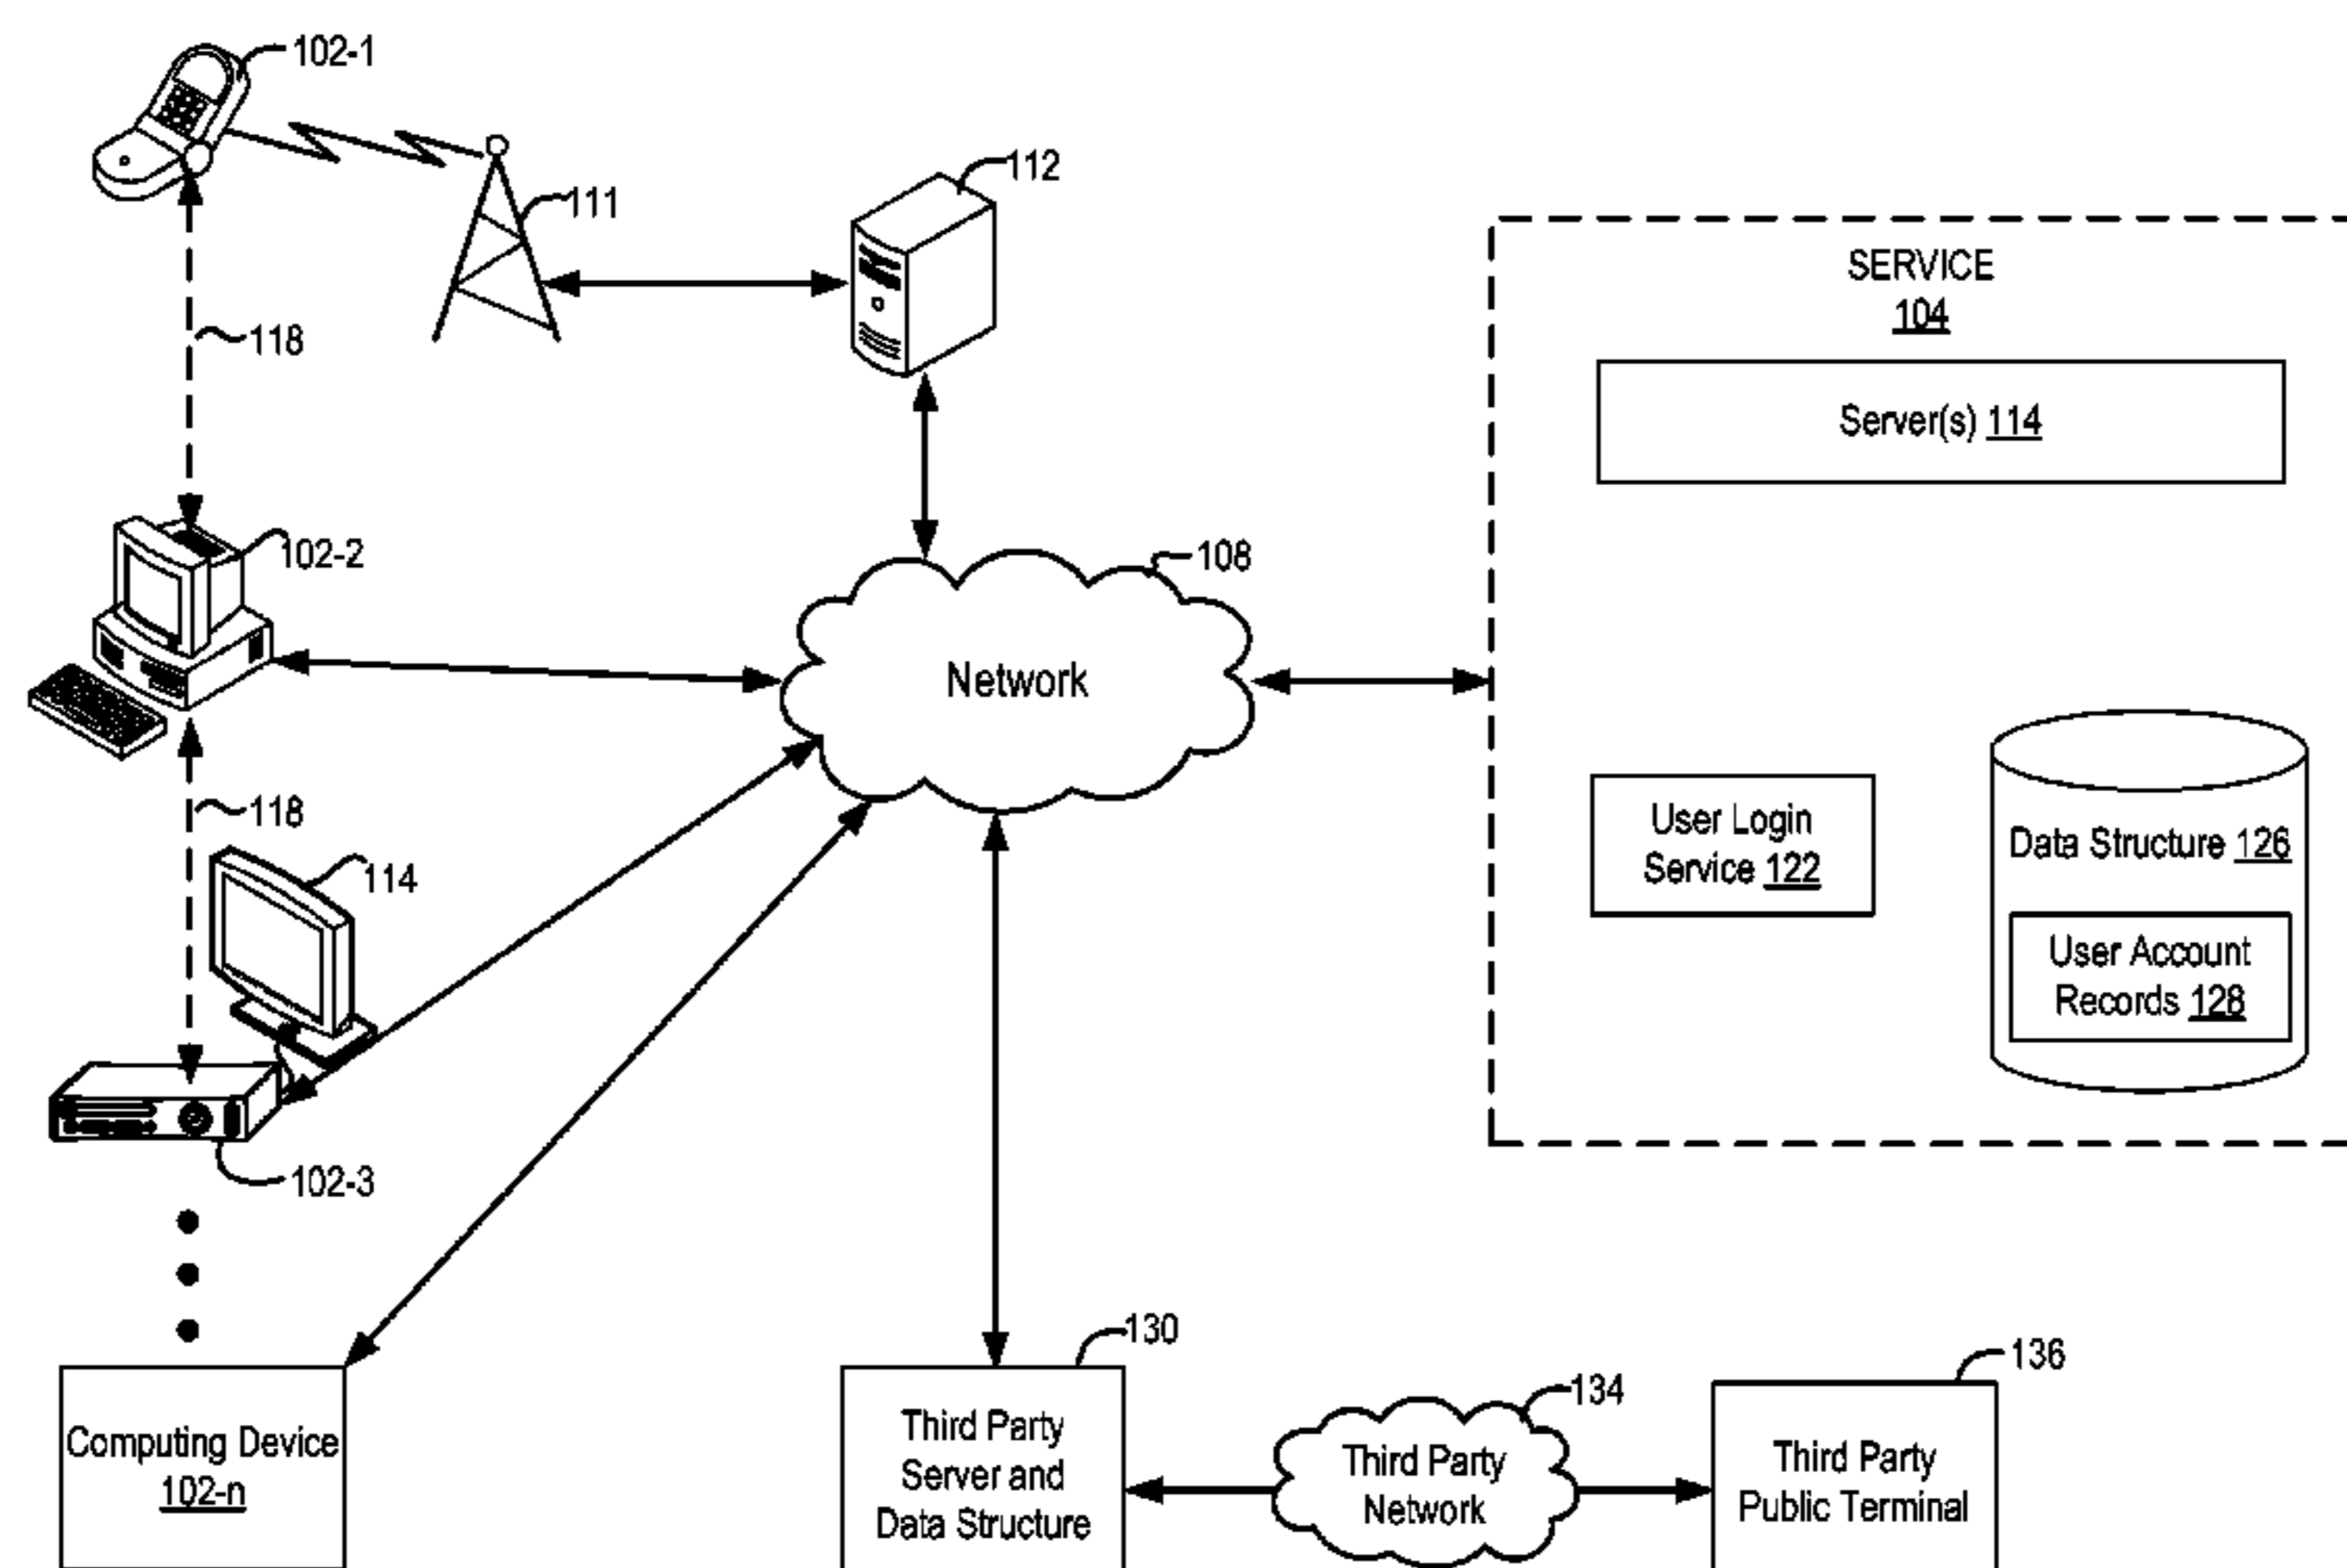 102-1
112
111
SERVICE
104
118
Server(s) 114
102-2
108
Network
118
User Login
Service 122
Data Structure 126
114
User Account
Records 128
102-3
130
136
134
Computing Device
102-n
Third Party
Server and
Data Structure
Third Party
Network
Third Party
Public Terminal